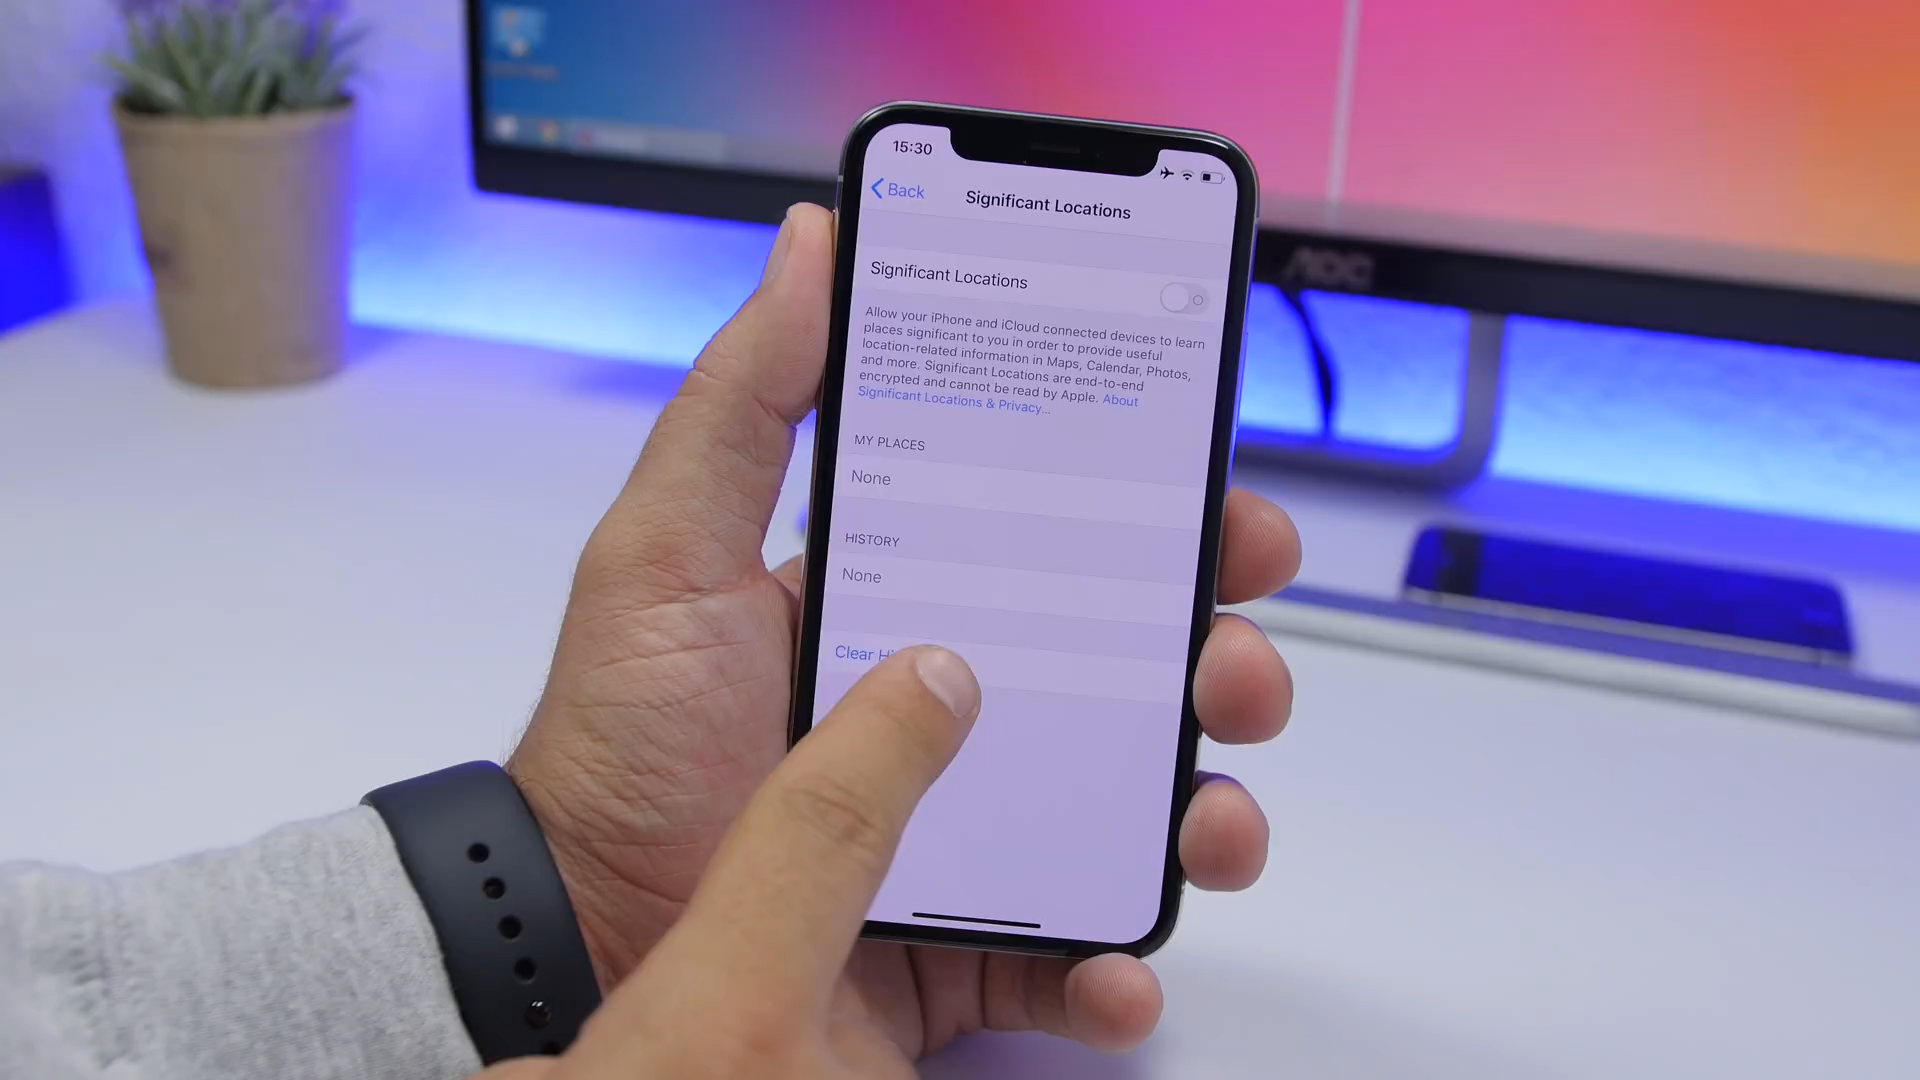 15:30
Back
Significant Locations
Significant Locations
Allow your iPhone and iCloud connected devices to learn
places significant to you in order to provide useful
location-related information in Maps, Calendar, Photos,
and more. Significant Locations are end-to-end
encrypted and cannot be read by Apple. About
Significant Locations & Privacy...
MY PLACES
None
HISTORY
None
Clear
AOC